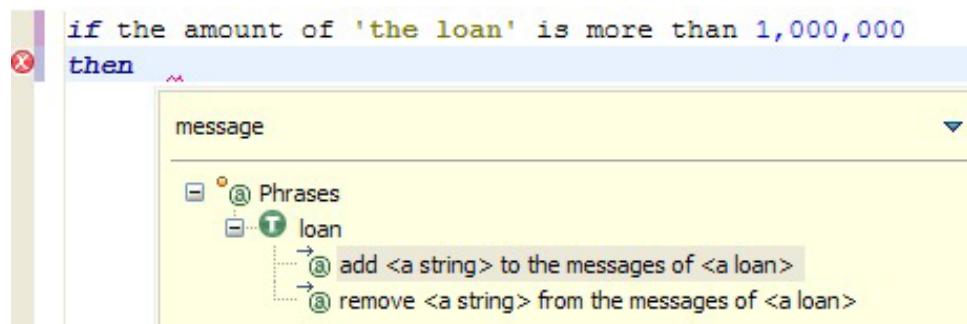 if the amount of 'the loan' is more than 1,000,000
then
message
Phrases
loan
add <a string> to the messages of <a loan>
remove <a string> from the messages of <a loan>